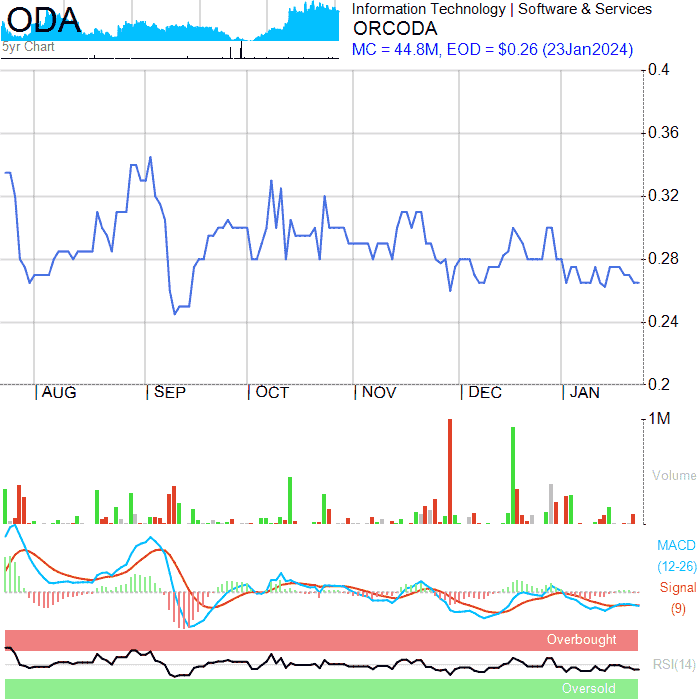 ODA
5yr Chart
Information Technology | Software & Services
ORCODA
MC = 44.8M, EOD = $0.26 (23Jan2024)
0.4
0.36
0.32
0.28
0.24
0.2
AUG SEP OCT NOV DEC JAN
1M
Volume
MACD
(12-26)
Signal
(9)
Overbought
RSI(14)
Oversold